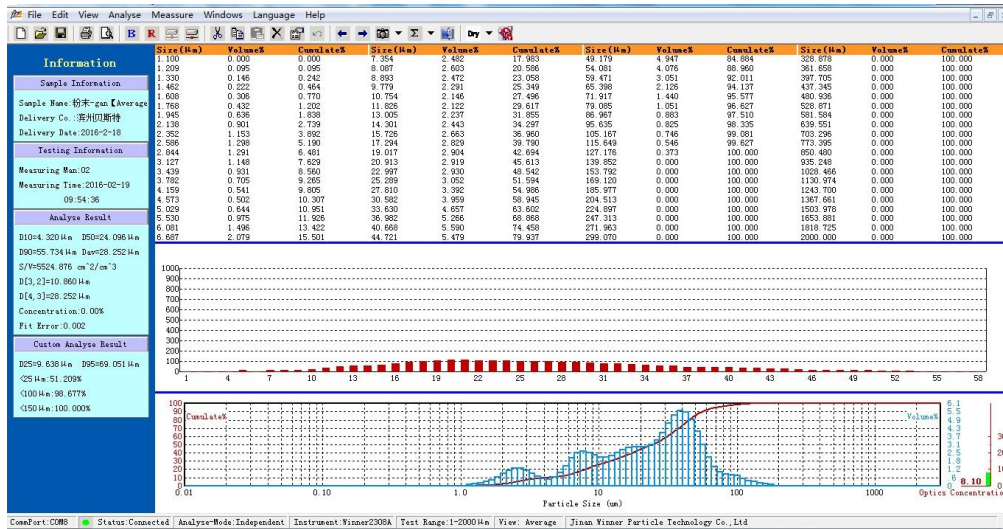 File Edit View Analyse Meassure Windows Language Help
B R Σ Dry
Information
Sample Information
Sample Name:粉末-gan【Average
Delivery Co.:滨州贝斯特
Delivery Date:2016-2-18
Testing Information
Measuring Man:02
Measuring Time:2016-02-19
09:54:36
Analyse Result
D10=4.320μm D50=24.096μm
D90=55.734μm Dav=28.252μm
S/V=5524.876 cm^2/cm^3
D[3,2]=10.860μm
D[4,3]=28.252μm
Concentration:0.00%
Fit Error:0.002
Custom Analyse Result
D25=9.638μm D95=69.051μm
<25μm:51.209%
<100μm:98.677%
<150μm:100.000%
Size(μm) Volume% Cumulate% Size(μm) Volume% Cumulate% Size(μm) Volume% Cumulate% Size(μm) Volume% Cumulate%
1.100 0.000 0.000 7.354 2.482 17.983 49.179 4.947 84.884 328.878 0.000 100.000
1.209 0.095 0.095 8.087 2.603 20.586 54.081 4.076 88.960 361.658 0.000 100.000
1.330 0.146 0.242 8.893 2.472 23.058 59.471 3.051 92.011 397.705 0.000 100.000
1.462 0.222 0.464 9.779 2.291 25.349 65.398 2.126 94.137 437.345 0.000 100.000
1.608 0.306 0.770 10.754 2.146 27.496 71.917 1.440 95.577 480.936 0.000 100.000
1.768 0.432 1.202 11.826 2.122 29.617 79.085 1.051 96.627 528.871 0.000 100.000
1.945 0.636 1.838 13.005 2.237 31.855 86.967 0.883 97.510 581.584 0.000 100.000
2.138 0.901 2.739 14.301 2.443 34.297 95.635 0.825 98.335 639.551 0.000 100.000
2.352 1.153 3.892 15.726 2.663 36.960 105.167 0.746 99.081 703.296 0.000 100.000
2.586 1.298 5.190 17.294 2.829 39.790 115.649 0.546 99.627 773.395 0.000 100.000
2.844 1.291 6.481 19.017 2.904 42.694 127.176 0.373 100.000 850.480 0.000 100.000
3.127 1.148 7.629 20.913 2.919 45.613 139.852 0.000 100.000 935.248 0.000 100.000
3.439 0.931 8.560 22.997 2.930 48.542 153.792 0.000 100.000 1028.466 0.000 100.000
3.782 0.705 9.265 25.289 3.052 51.594 169.120 0.000 100.000 1130.974 0.000 100.000
4.159 0.541 9.805 27.810 3.392 54.986 185.977 0.000 100.000 1243.700 0.000 100.000
4.573 0.502 10.307 30.582 3.959 58.945 204.513 0.000 100.000 1367.661 0.000 100.000
5.029 0.644 10.951 33.630 4.657 63.602 224.897 0.000 100.000 1503.978 0.000 100.000
5.530 0.975 11.926 36.982 5.266 68.868 247.313 0.000 100.000 1653.881 0.000 100.000
6.081 1.496 13.422 40.668 5.590 74.458 271.963 0.000 100.000 1818.725 0.000 100.000
6.687 2.079 15.501 44.721 5.479 79.937 299.070 0.000 100.000 2000.000 0.000 100.000
1000
900
800
700
600
500
400
300
200
100
0
1 4 7 10 13 16 19 22 25 28 31 34 37 40 43 46 49 52 55 58
Cumulate% Volume%
100 6.1
90 5.5
80 4.9
70 4.3
60 3.7
50 3.1
40 2.5
30 1.8
20 1.2
10 .6
0 0
8.10
0.01 0.10 1.0 10 100 1000
Optics Concentratio
Particle Size (um)
CommPort:COM8 Status:Connected Analyse-Mode:Independent Instrument:Winner2308A Test Range:1-2000μm View: Average Jinan Winner Particle Technology Co.,Ltd